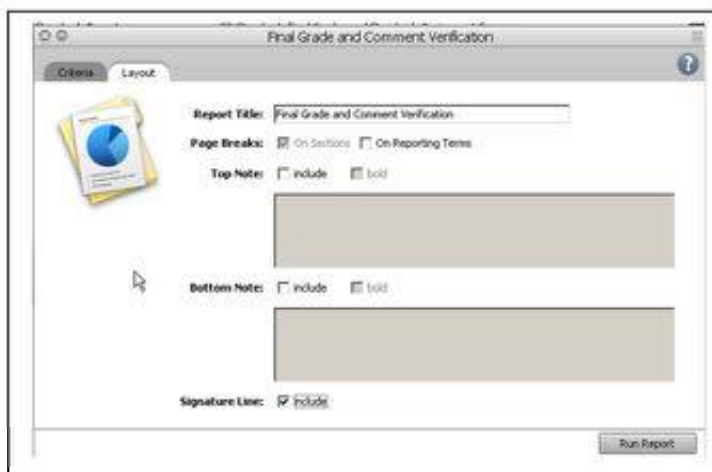 Final Grade and Comment Verification
Criteria Layout
Report Title: Final Grade and Comment Verification
Page Breaks: On Sections On Reporting Terms
Top Note: include bold
Bottom Note: include bold
Signature Line: include
Run Report